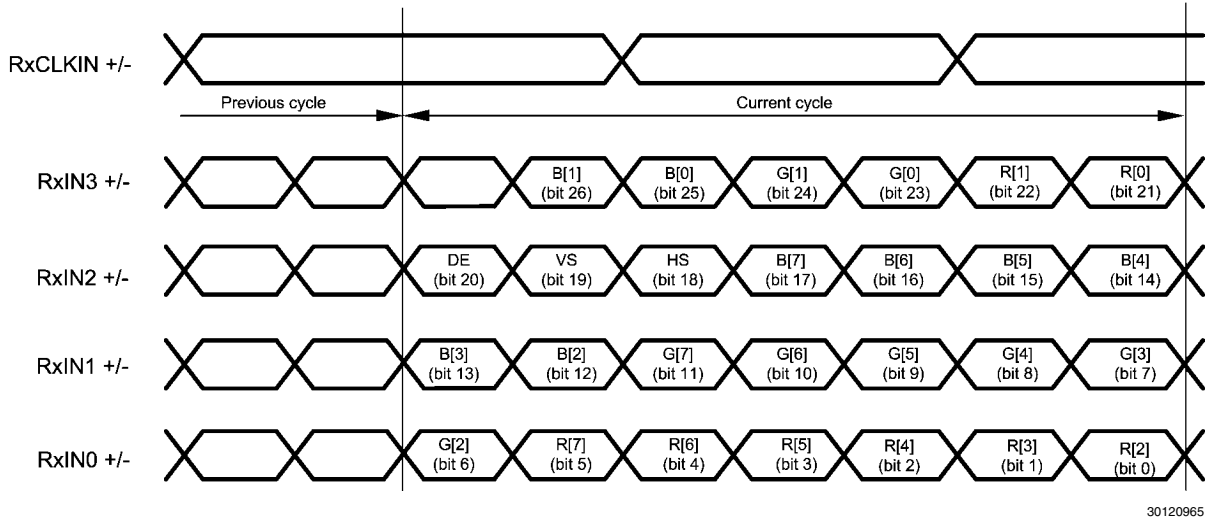 RxCLKIN +/-
Previous cycle
Current cycle
RxIN3 +/-
B[1]
(bit 26)
B[0]
(bit 25)
G[1]
(bit 24)
G[0]
(bit 23)
R[1]
(bit 22)
R[0]
(bit 21)
RxIN2 +/-
DE
(bit 20)
VS
(bit 19)
HS
(bit 18)
B[7]
(bit 17)
B[6]
(bit 16)
B[5]
(bit 15)
B[4]
(bit 14)
RxIN1 +/-
B[3]
(bit 13)
B[2]
(bit 12)
G[7]
(bit 11)
G[6]
(bit 10)
G[5]
(bit 9)
G[4]
(bit 8)
G[3]
(bit 7)
RxIN0 +/-
G[2]
(bit 6)
R[7]
(bit 5)
R[6]
(bit 4)
R[5]
(bit 3)
R[4]
(bit 2)
R[3]
(bit 1)
R[2]
(bit 0)
30120965